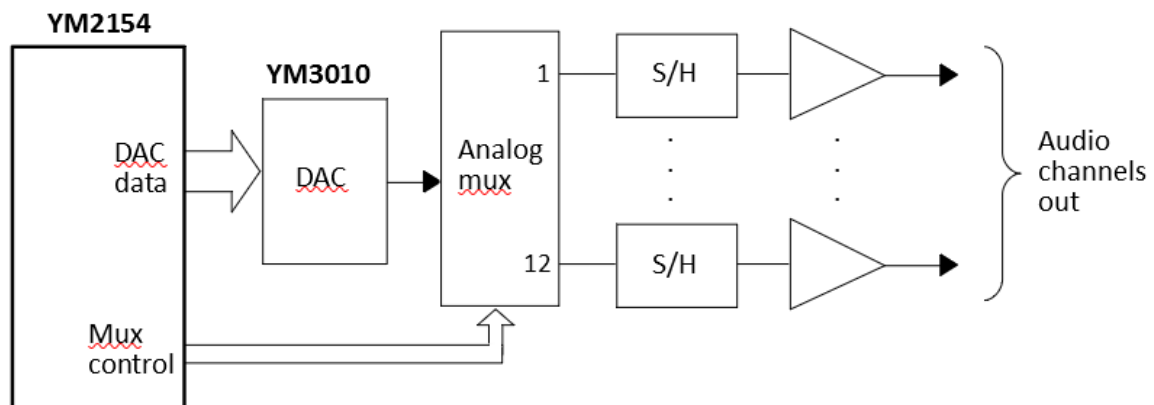 YM2154
YM3010
DAC
data
Mux
control
DAC
Analog
mux
1
12
S/H
S/H
Audio
channels
out